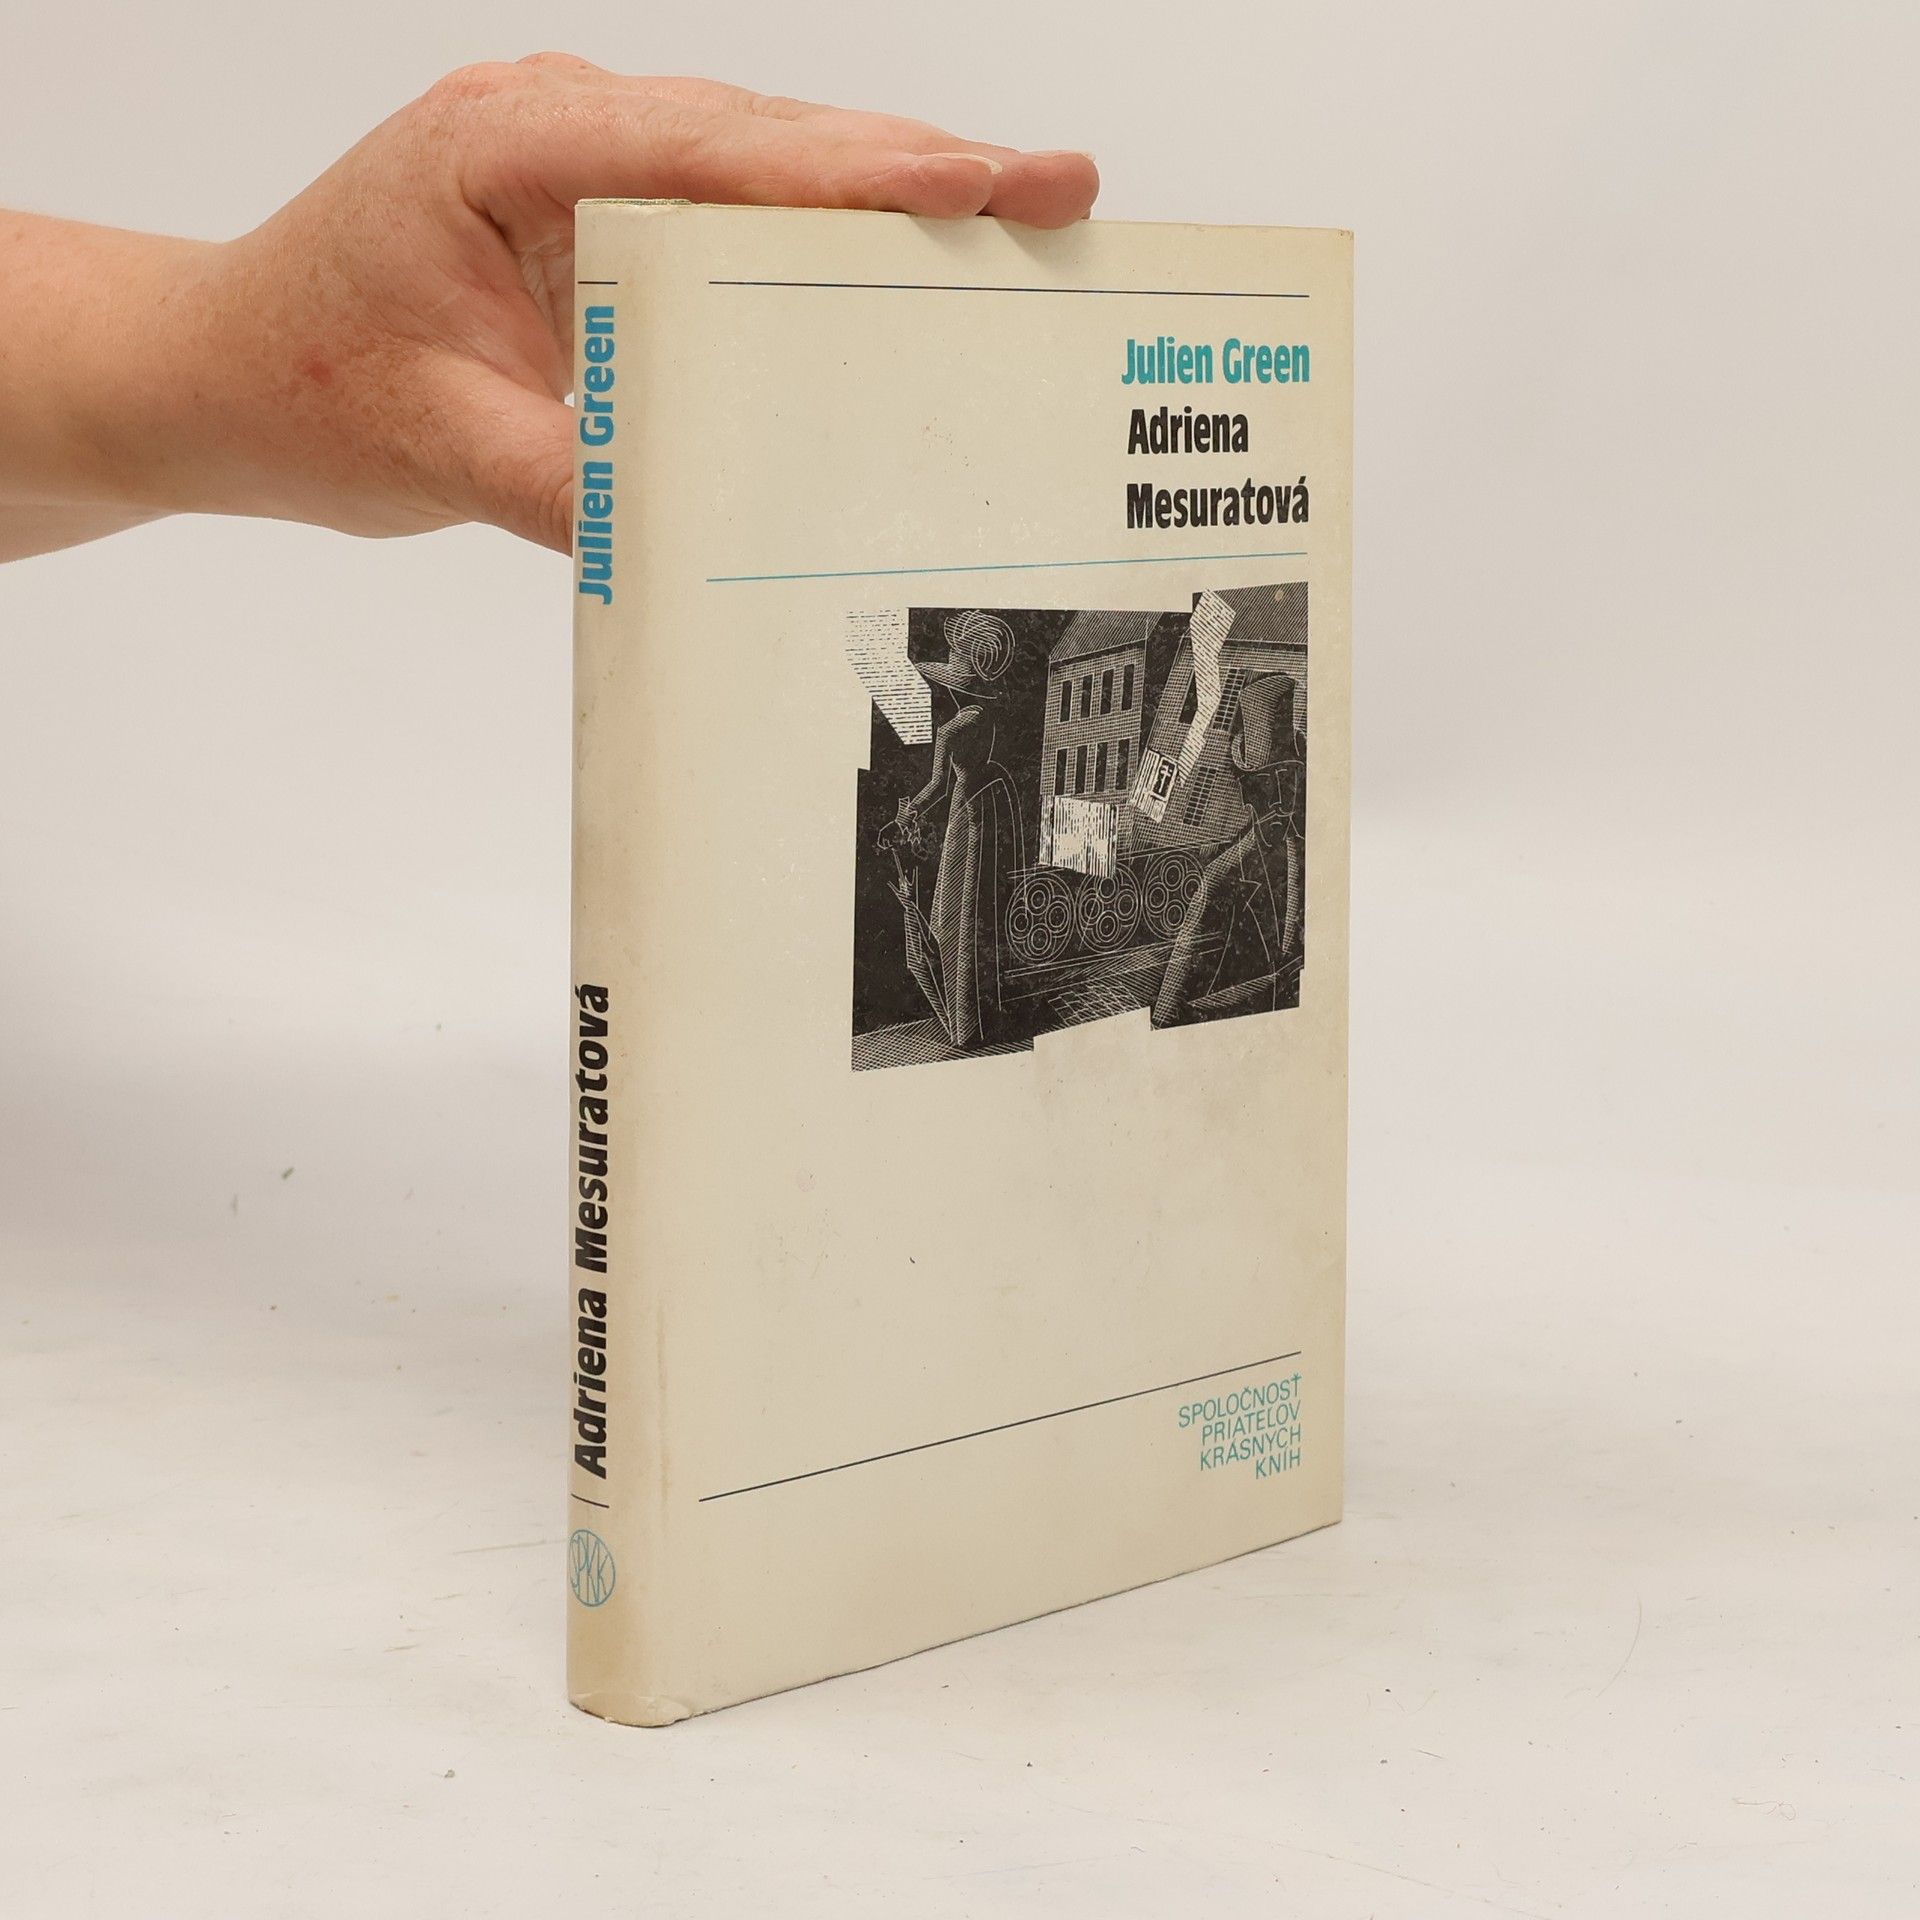 Julien Green
Adriena
Mesuratová
SPOLOČNOSŤ
PRIATEĽOV
KRÁSNYCH
KNÍH
Julien Green
Adriena Mesuratová
SPKK